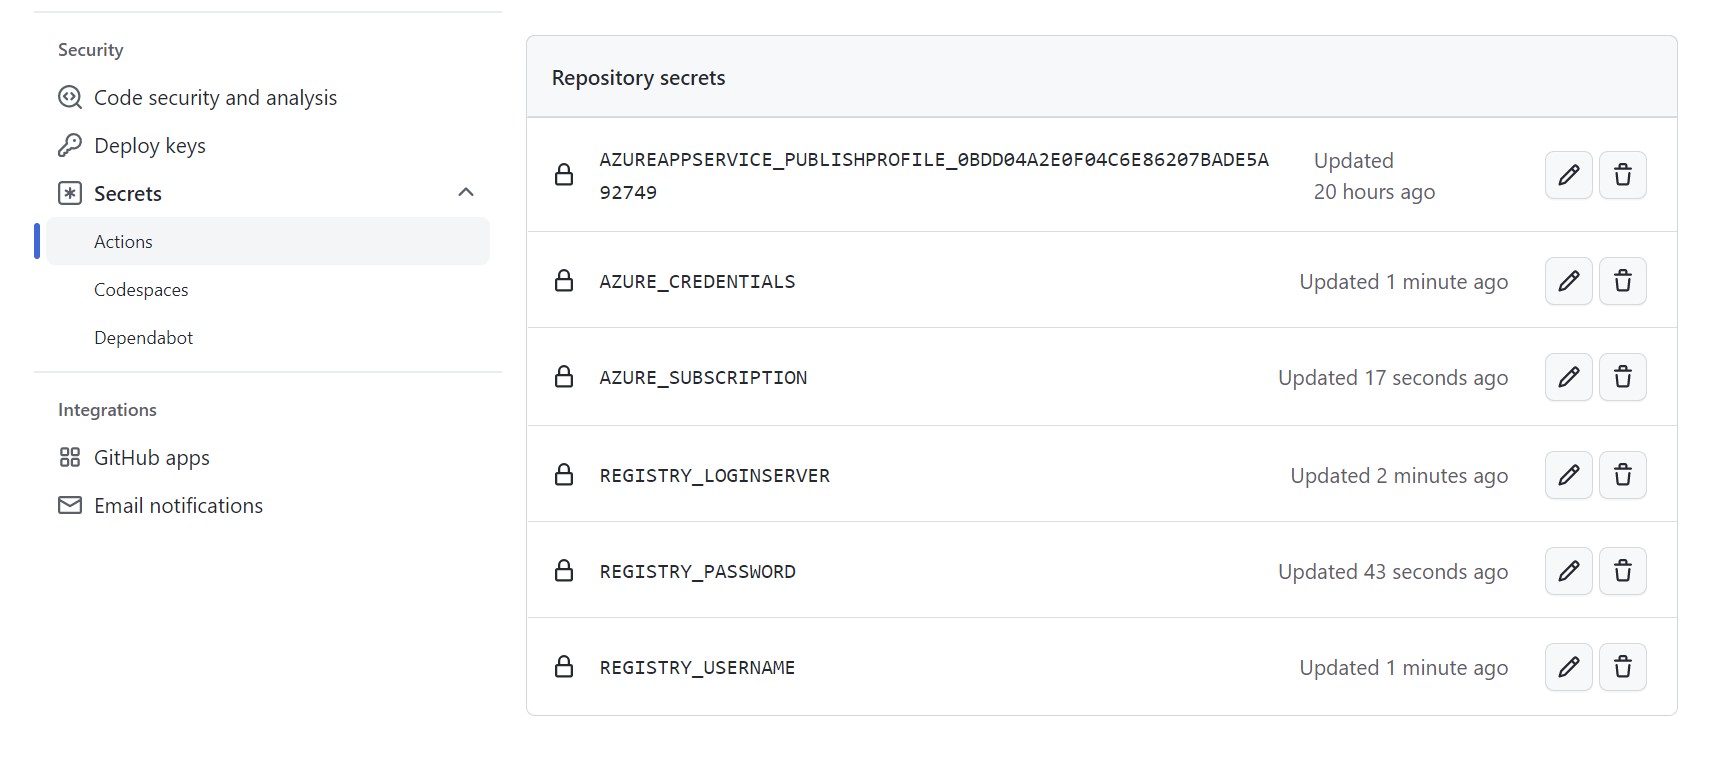 Security
Code security and analysis
Deploy keys
Secrets
Actions
Codespaces
Dependabot
Integrations
GitHub apps
Email notifications
Repository secrets
AZUREAPPSERVICE_PUBLISHPROFILE_0BDD04A2E0F04C6E86207BADE5A
92749
Updated
20 hours ago
AZURE_CREDENTIALS
Updated 1 minute ago
AZURE_SUBSCRIPTION
Updated 17 seconds ago
REGISTRY_LOGINSERVER
Updated 2 minutes ago
REGISTRY_PASSWORD
Updated 43 seconds ago
REGISTRY_USERNAME
Updated 1 minute ago